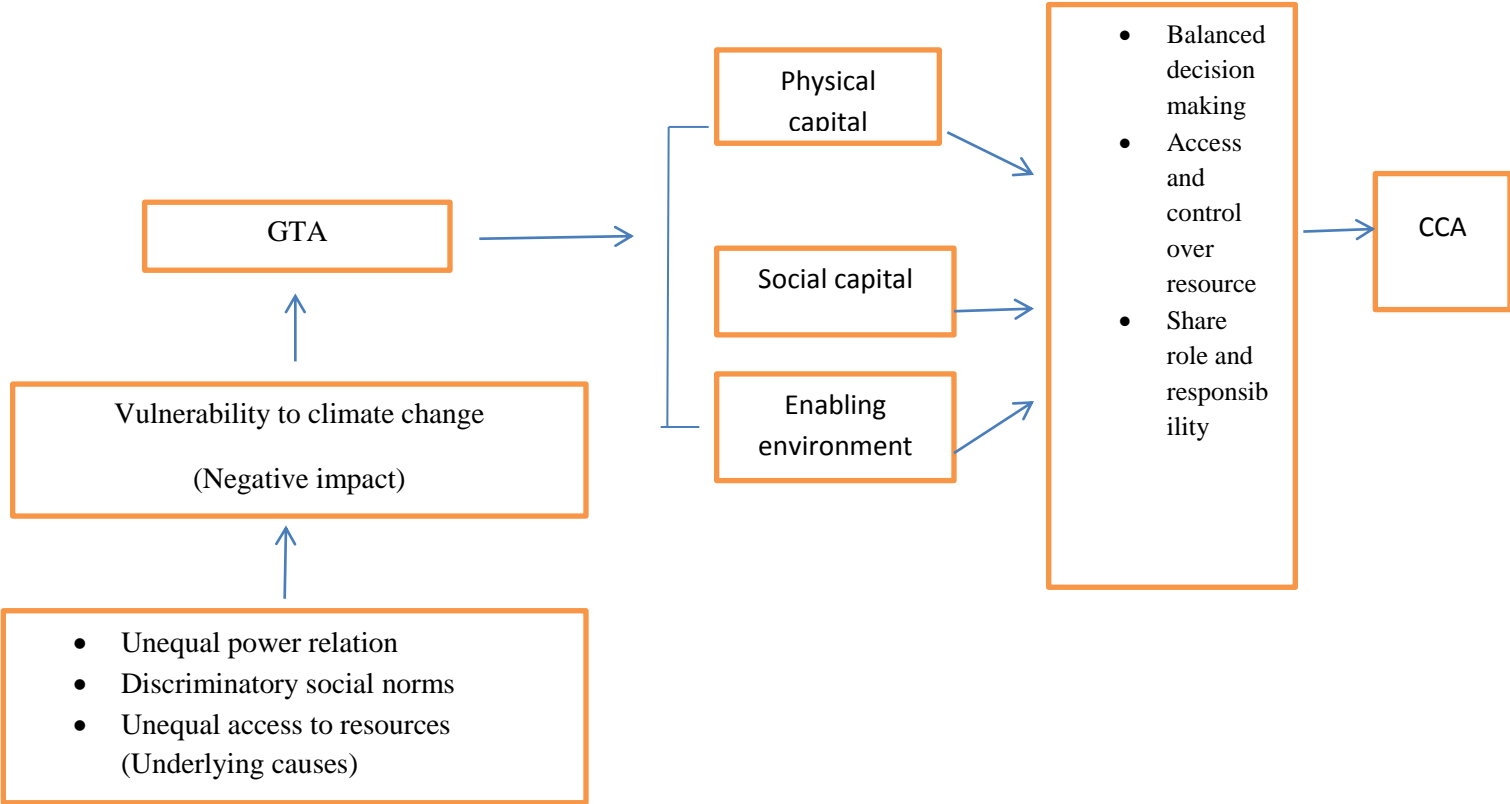 Physical
capital
Social capital
Enabling
environment
• Balanced
decision
making
• Access
and
control
over
resource
• Share
role and
responsib
ility
CCA
GTA
Vulnerability to climate change
(Negative impact)
• Unequal power relation
• Discriminatory social norms
• Unequal access to resources
(Underlying causes)